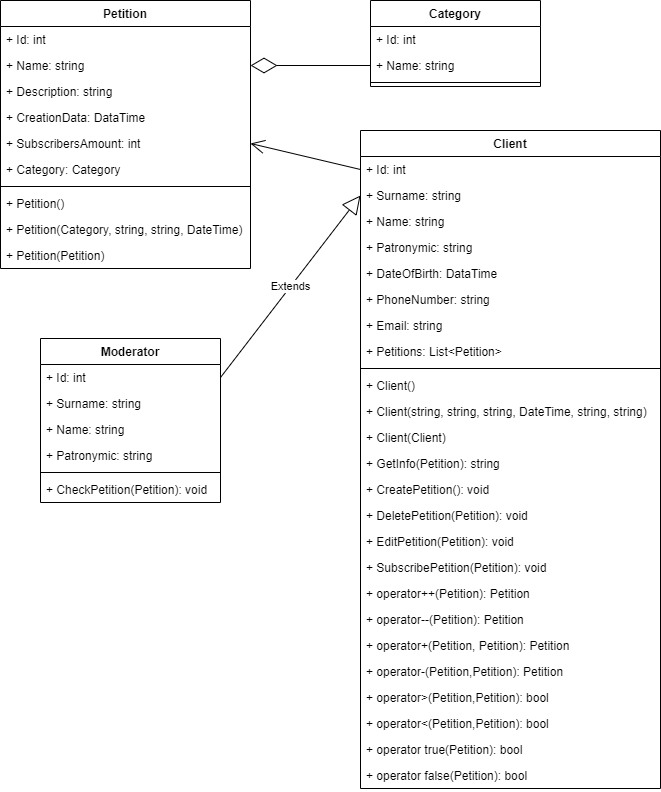 Petition
+ Id: int
+ Name: string
+ Description: string
+ CreationData: DataTime
+ SubscribersAmount: int
+ Category: Category
+ Petition()
+ Petition(Category, string, string, DateTime)
+ Petition(Petition)
Category
+ Id: int
+ Name: string
Client
+ Id: int
+ Surname: string
+ Name: string
+ Patronymic: string
+ DateOfBirth: DataTime
+ PhoneNumber: string
+ Email: string
+ Petitions: List<Petition>
+ Client()
+ Client(string, string, string, DateTime, string, string)
+ Client(Client)
+ GetInfo(Petition): string
+ CreatePetition(): void
+ DeletePetition(Petition): void
+ EditPetition(Petition): void
+ SubscribePetition(Petition): void
+ operator++(Petition): Petition
+ operator--(Petition): Petition
+ operator+(Petition, Petition): Petition
+ operator-(Petition,Petition): Petition
+ operator>(Petition,Petition): bool
+ operator<(Petition,Petition): bool
+ operator true(Petition): bool
+ operator false(Petition): bool
Extends
Moderator
+ Id: int
+ Surname: string
+ Name: string
+ Patronymic: string
+ CheckPetition(Petition): void